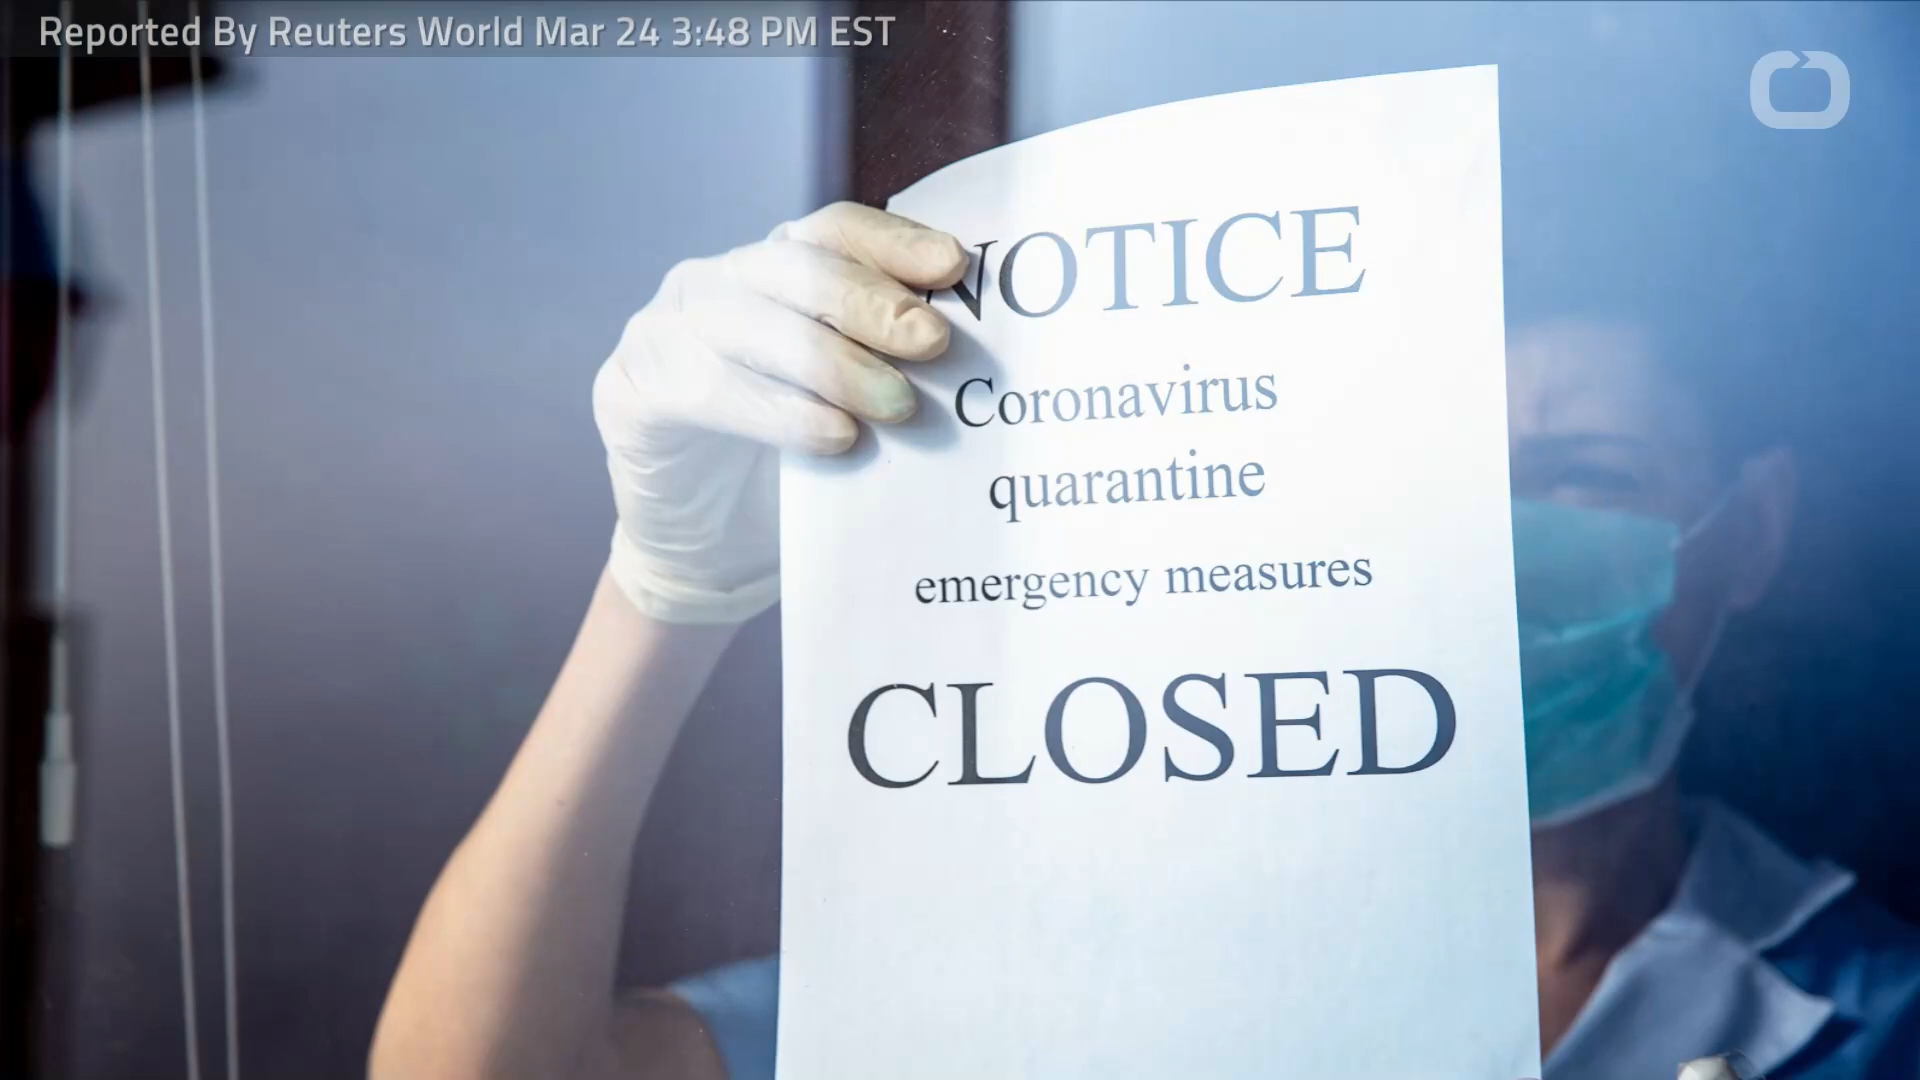 Reported By Reuters World Mar 24 3:48 PM EST
NOTICE
Coronavirus
quarantine
emergency measures
CLOSED